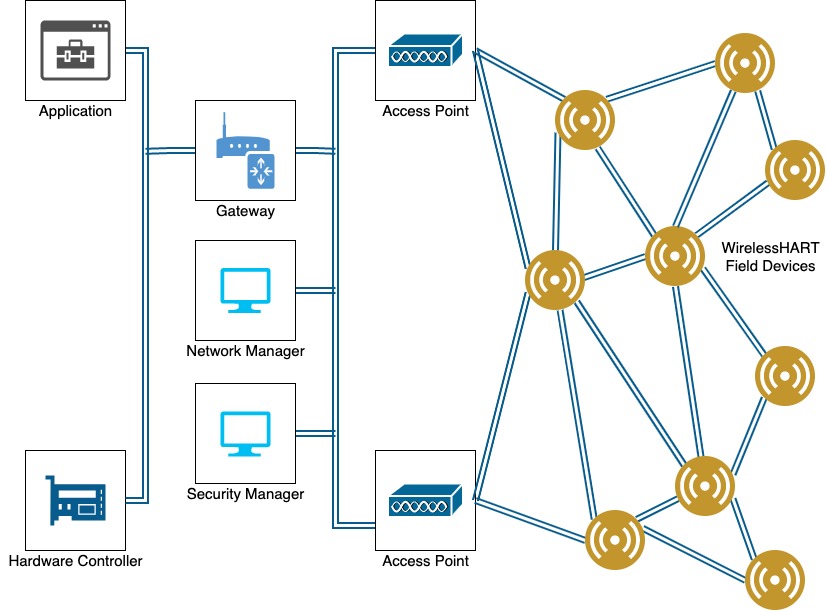 Application
Access Point
Gateway
WirelessHART
Field Devices
Network Manager
Security Manager
Hardware Controller
Access Point